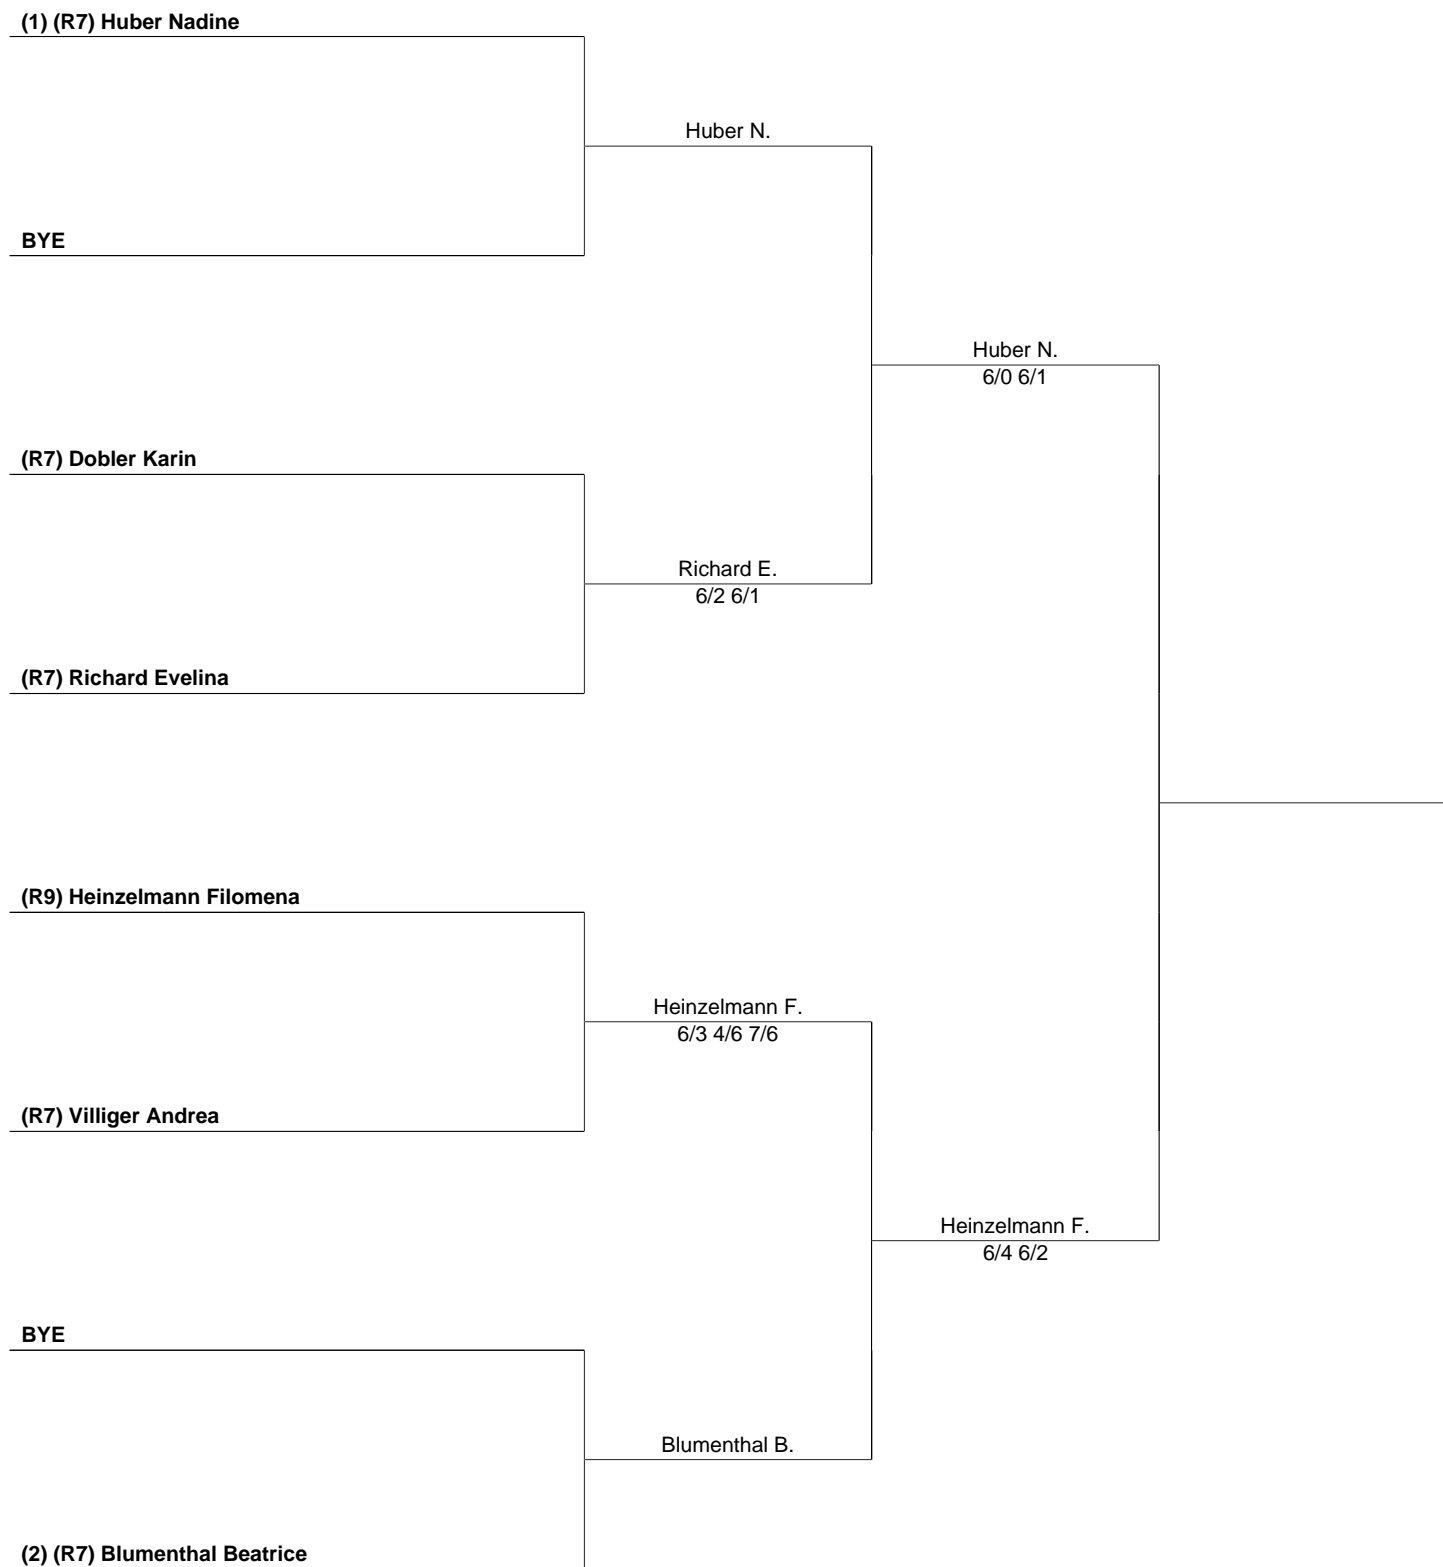 (1) (R7) Huber Nadine
Huber N.
BYE
Huber N.
6/0 6/1
(R7) Dobler Karin
Richard E.
6/2 6/1
(R7) Richard Evelina
(R9) Heinzelmann Filomena
Heinzelmann F.
6/3 4/6 7/6
(R7) Villiger Andrea
Heinzelmann F.
6/4 6/2
BYE
Blumenthal B.
(2) (R7) Blumenthal Beatrice